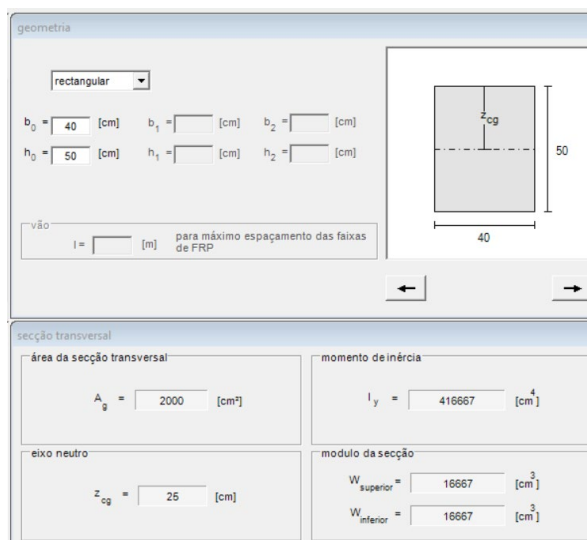 geometria
rectangular
b0 = 40 [cm] b1 = [cm] b2 = [cm]
h0 = 50 [cm] h1 = [cm] h2 = [cm]
vão
l = [m] para máximo espaçamento das faixas
de FRP
zcg
50
40
secção transversal
área da secção transversal
Ag = 2000 [cm²]
momento de inércia
Iy = 416667 [cm4]
eixo neutro
zcg = 25 [cm]
modulo da secção
Wsuperior= 16667 [cm3]
Winferior = 16667 [cm3]